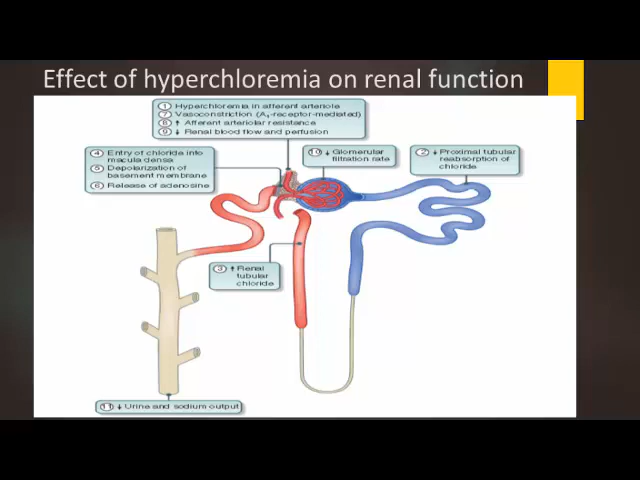 Effect of hyperchloremia on renal function
① Hyperchloremia in afferent arteriole
⑦ Vasoconstriction (A₁-receptor-mediated)
⑧ ↑ Afferent arteriolar resistance
⑨ ↓ Renal blood flow and perfusion
④ Entry of chloride into
macula densa
⑤ Depolarization of
basement membrane
⑥ Release of adenosine
⑩ ↓ Glomerular
filtration rate
② ↓ Proximal tubular
reabsorption of
chloride
③ ↑ Renal
tubular
chloride
⑪ ↓ Urine and sodium output